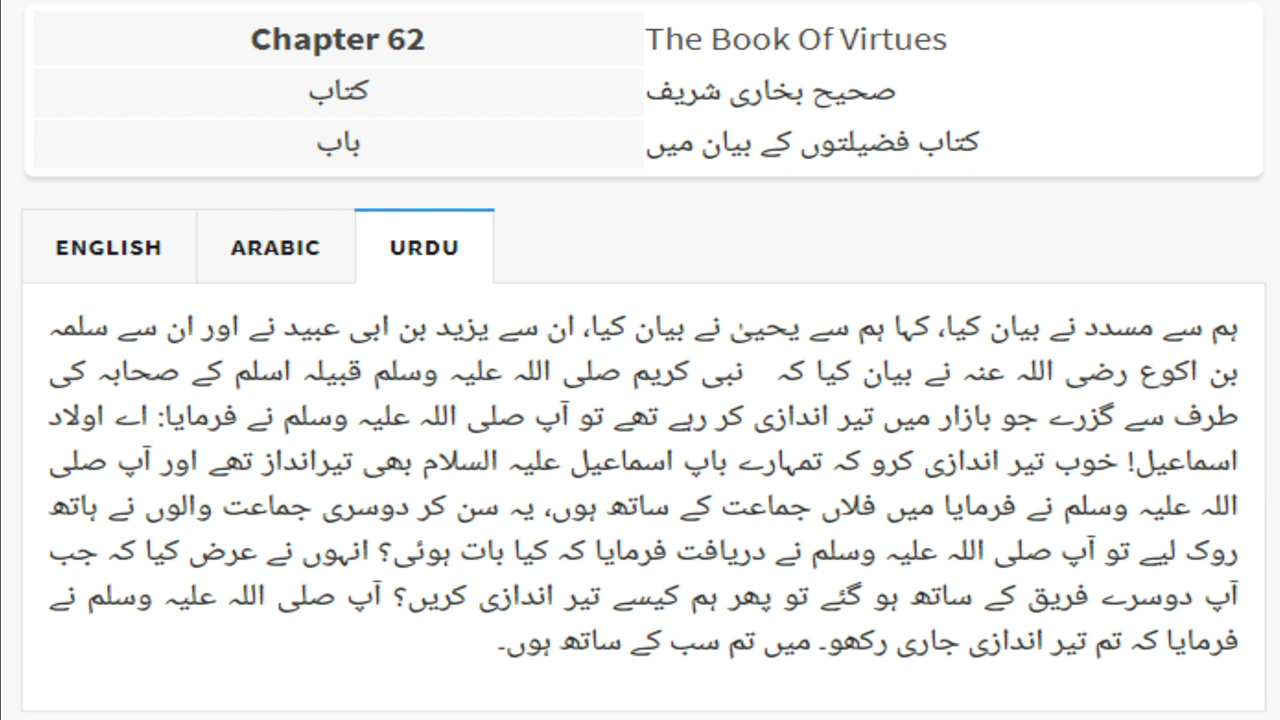 Chapter 62
The Book Of Virtues
کتاب
صحیح بخاری شریف
باب
کتاب فضیلتوں کے بیان میں
ENGLISH
ARABIC
URDU
ہم سے مسدد نے بیان کیا، کہا ہم سے یحییٰ نے بیان کیا، ان سے یزید بن ابی عبید نے اور ان سے سلمہ
بن اکوع رضی اللہ عنہ نے بیان کیا کہ نبی کریم صلی اللہ علیہ وسلم قبیلہ اسلم کے صحابہ کی
طرف سے گزرے جو بازار میں تیر اندازی کر رہے تھے تو آپ صلی اللہ علیہ وسلم نے فرمایا: اے اولاد
اسماعیل! خوب تیر اندازی کرو کہ تمہارے باپ اسماعیل علیہ السلام بھی تیرانداز تھے اور آپ صلی
اللہ علیہ وسلم نے فرمایا میں فلاں جماعت کے ساتھ ہوں، یہ سن کر دوسری جماعت والوں نے ہاتھ
روک لیے تو آپ صلی اللہ علیہ وسلم نے دریافت فرمایا کہ کیا بات ہوئی؟ انہوں نے عرض کیا کہ جب
آپ دوسرے فریق کے ساتھ ہو گئے تو پھر ہم کیسے تیر اندازی کریں؟ آپ صلی اللہ علیہ وسلم نے
فرمایا کہ تم تیر اندازی جاری رکھو۔ میں تم سب کے ساتھ ہوں۔